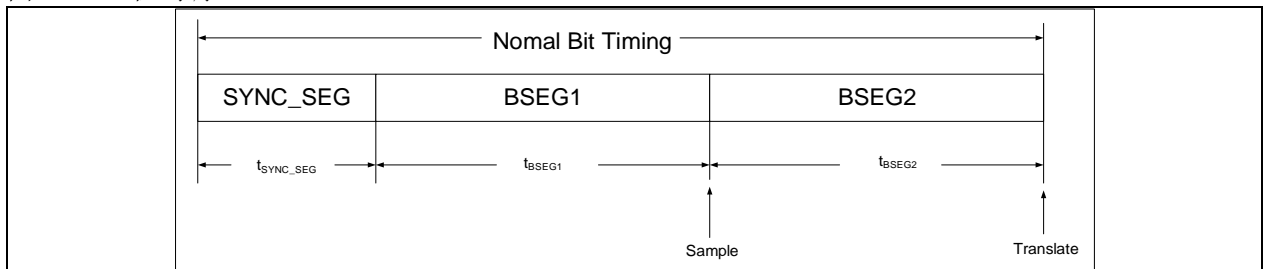 Nomal Bit Timing
SYNC_SEG BSEG1 BSEG2
tSYNC_SEG tBSEG1 tBSEG2
Sample Translate